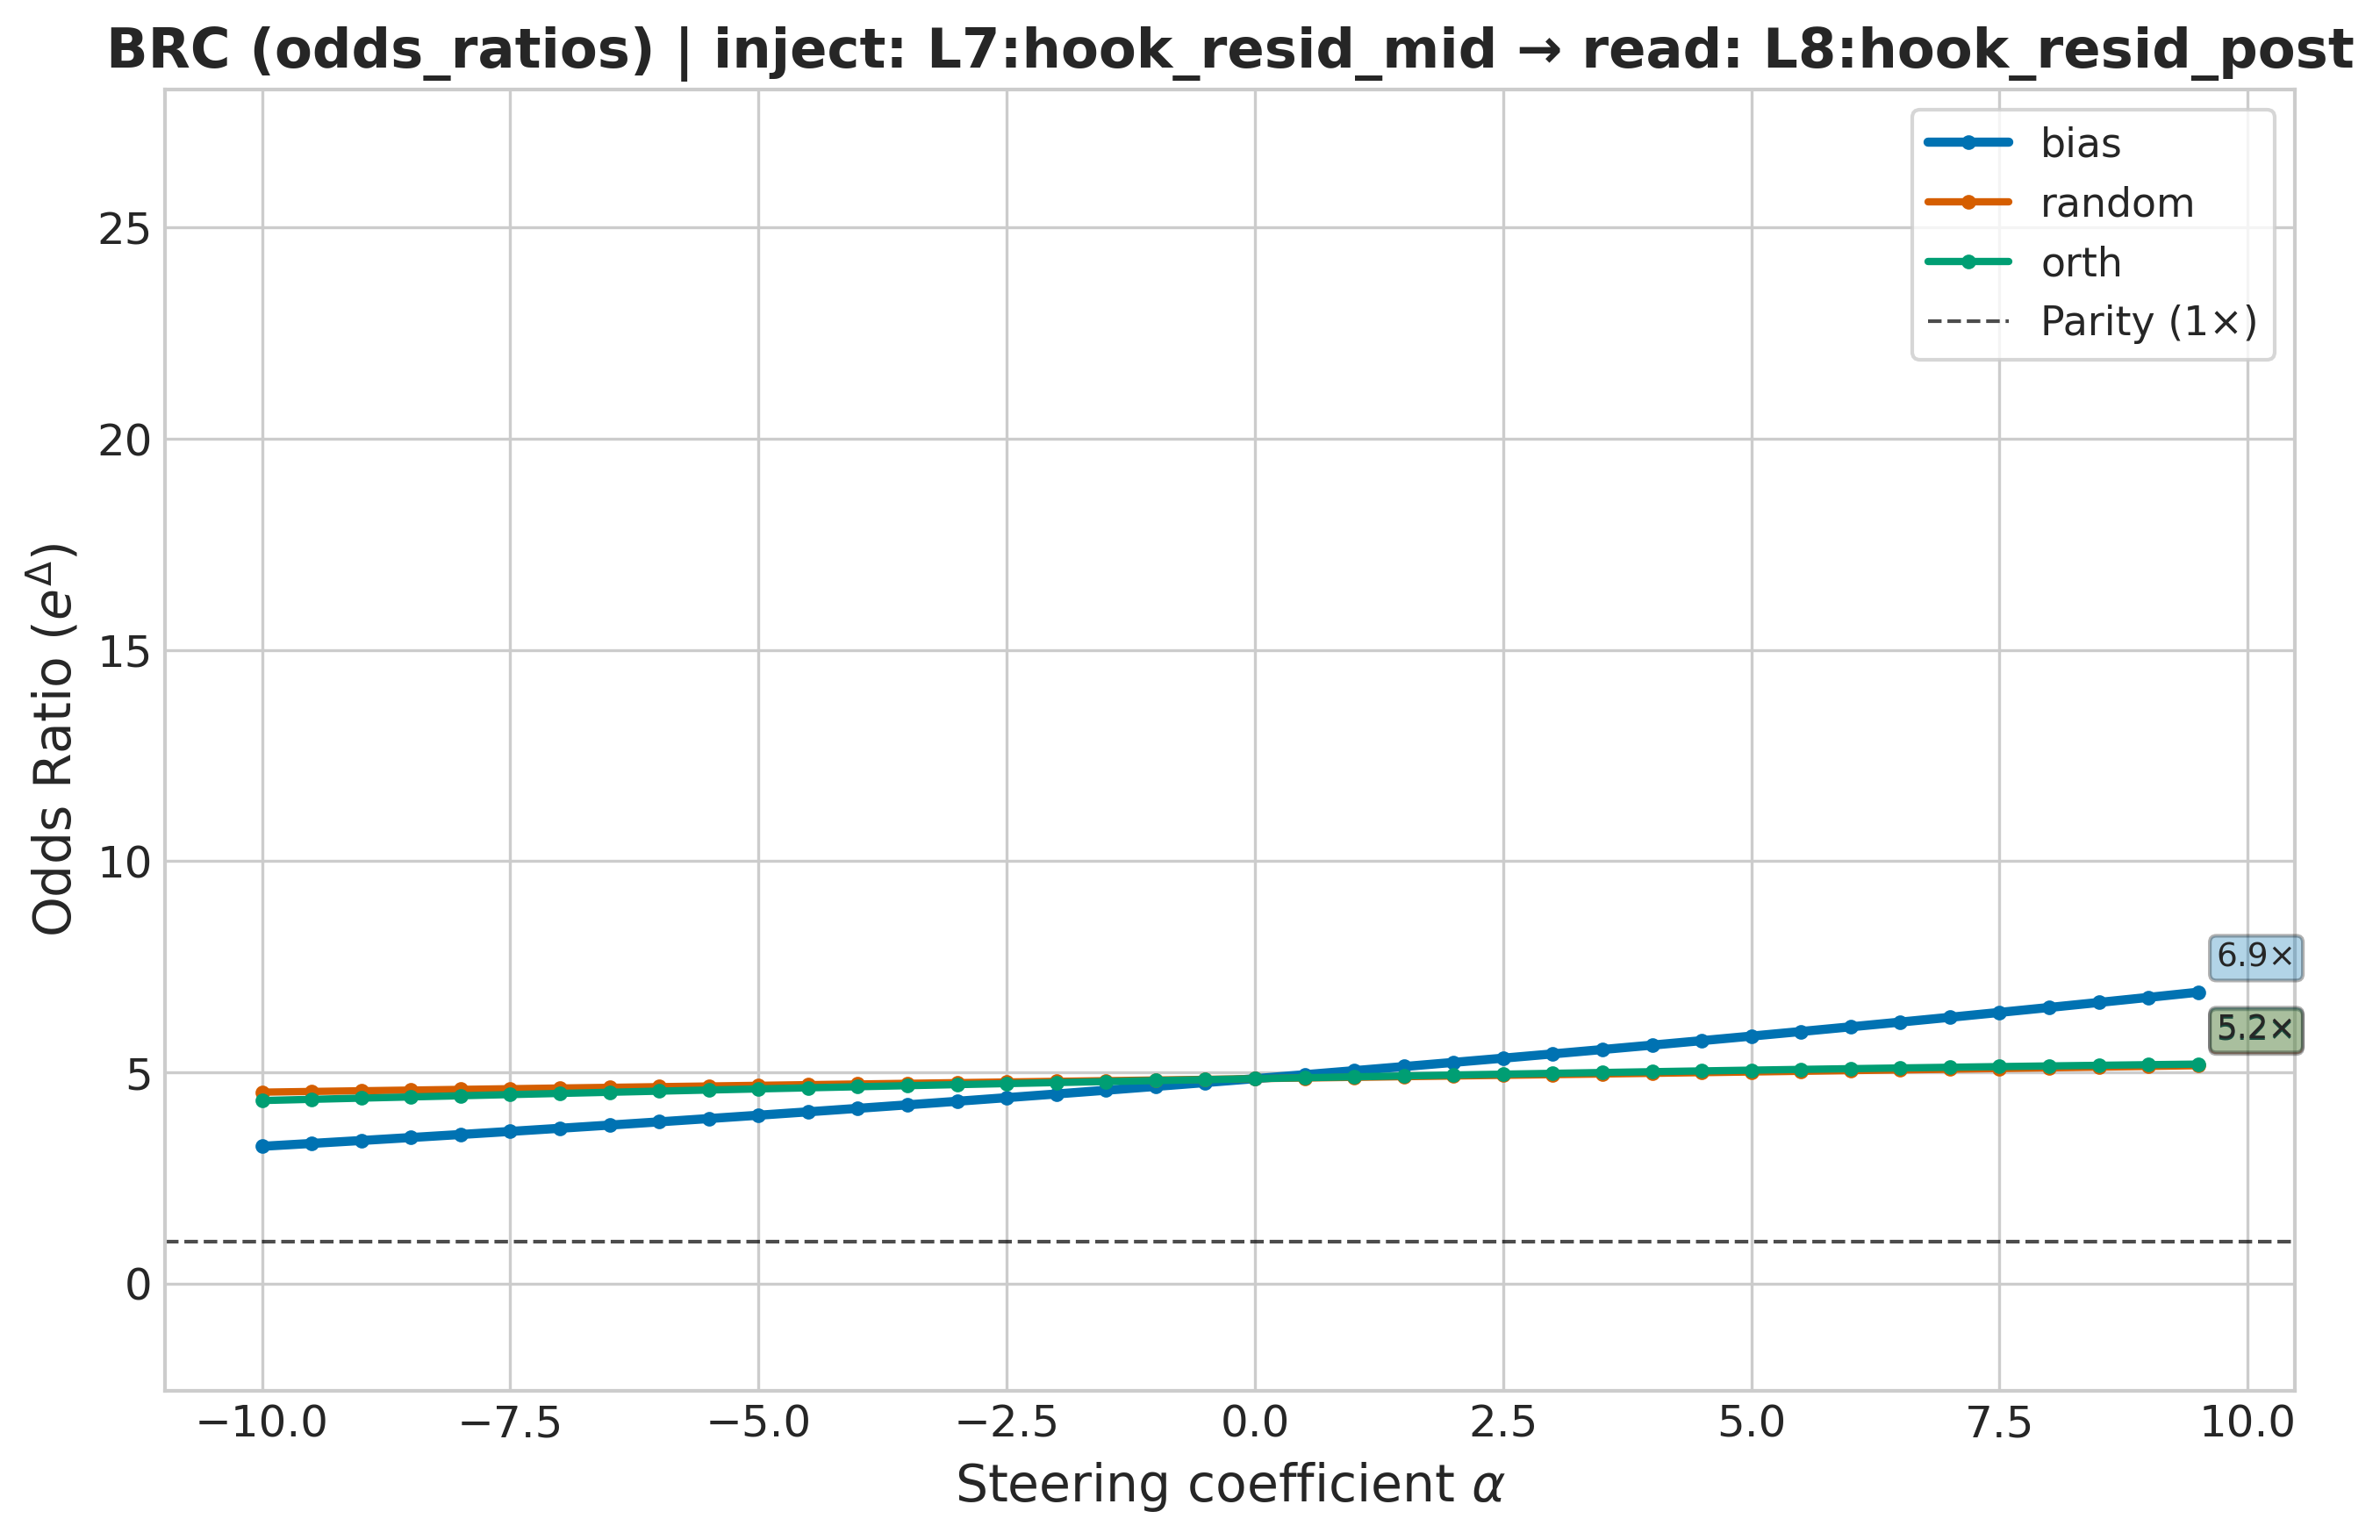 BRC (odds_ratios) | inject: L7:hook_resid_mid → read: L8:hook_resid_post
bias
random
orth
Parity (1×)
25
20
15
10
5
0
Odds Ratio (e^Δ)
6.9×
5.2×
−10.0 −7.5 −5.0 −2.5 0.0 2.5 5.0 7.5 10.0
Steering coefficient α